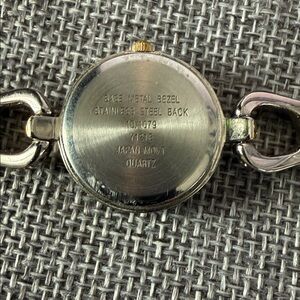 BASE METAL BEZEL
STAINLESS STEEL BACK
JAPAN MOVT
QUARTZ